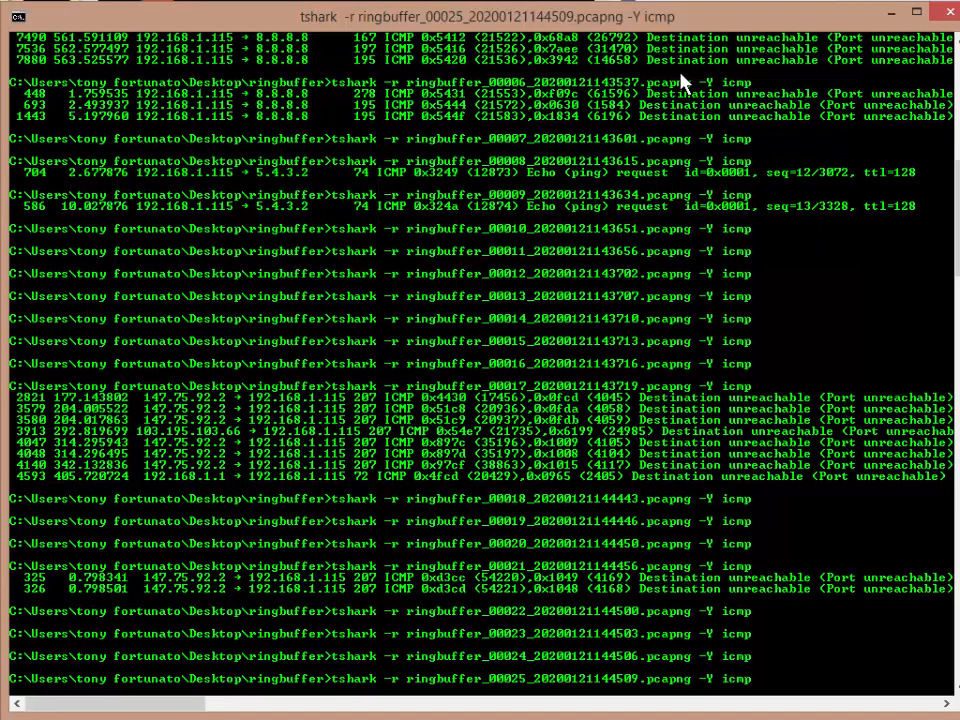 tshark -r ringbuffer_00025_20200121144509.pcapng -Y icmp
7490 561.591109 192.168.1.115 → 8.8.8.8 167 ICMP 0x5412 (21522),0x68a8 (26792) Destination unreachable (Port unreachable)
7536 562.577497 192.168.1.115 → 8.8.8.8 197 ICMP 0x5416 (21526),0x7aee (31470) Destination unreachable (Port unreachable)
7880 563.525577 192.168.1.115 → 8.8.8.8 195 ICMP 0x5420 (21536),0x3942 (14658) Destination unreachable (Port unreachable)
C:\Users\tony fortunato\Desktop\ringbuffer>tshark -r ringbuffer_00006_20200121143537.pcapng -Y icmp
448 1.759535 192.168.1.115 → 8.8.8.8 278 ICMP 0x5431 (21553),0xf09c (61596) Destination unreachable (Port unreachable)
693 2.493937 192.168.1.115 → 8.8.8.8 195 ICMP 0x5444 (21572),0x0630 (1584) Destination unreachable (Port unreachable)
1443 5.197960 192.168.1.115 → 8.8.8.8 195 ICMP 0x544f (21583),0x1834 (6196) Destination unreachable (Port unreachable)
C:\Users\tony fortunato\Desktop\ringbuffer>tshark -r ringbuffer_00007_20200121143601.pcapng -Y icmp
C:\Users\tony fortunato\Desktop\ringbuffer>tshark -r ringbuffer_00008_20200121143615.pcapng -Y icmp
704 2.677876 192.168.1.115 → 5.4.3.2 74 ICMP 0x3249 (12873) Echo (ping) request id=0x0001, seq=12/3072, ttl=128
C:\Users\tony fortunato\Desktop\ringbuffer>tshark -r ringbuffer_00009_20200121143634.pcapng -Y icmp
586 10.027876 192.168.1.115 → 5.4.3.2 74 ICMP 0x324a (12874) Echo (ping) request id=0x0001, seq=13/3328, ttl=128
C:\Users\tony fortunato\Desktop\ringbuffer>tshark -r ringbuffer_00010_20200121143651.pcapng -Y icmp
C:\Users\tony fortunato\Desktop\ringbuffer>tshark -r ringbuffer_00011_20200121143656.pcapng -Y icmp
C:\Users\tony fortunato\Desktop\ringbuffer>tshark -r ringbuffer_00012_20200121143702.pcapng -Y icmp
C:\Users\tony fortunato\Desktop\ringbuffer>tshark -r ringbuffer_00013_20200121143707.pcapng -Y icmp
C:\Users\tony fortunato\Desktop\ringbuffer>tshark -r ringbuffer_00014_20200121143710.pcapng -Y icmp
C:\Users\tony fortunato\Desktop\ringbuffer>tshark -r ringbuffer_00015_20200121143713.pcapng -Y icmp
C:\Users\tony fortunato\Desktop\ringbuffer>tshark -r ringbuffer_00016_20200121143716.pcapng -Y icmp
C:\Users\tony fortunato\Desktop\ringbuffer>tshark -r ringbuffer_00017_20200121143719.pcapng -Y icmp
2821 177.143802 147.75.92.2 → 192.168.1.115 207 ICMP 0x4430 (17456),0x0fcd (4045) Destination unreachable (Port unreachable)
3579 204.005522 147.75.92.2 → 192.168.1.115 207 ICMP 0x51c8 (20936),0x0fda (4058) Destination unreachable (Port unreachable)
3580 204.017863 147.75.92.2 → 192.168.1.115 207 ICMP 0x51c9 (20937),0x0fdb (4059) Destination unreachable (Port unreachable)
3913 292.819699 103.195.103.66 → 192.168.1.115 207 ICMP 0x54e7 (21735),0x6199 (24985) Destination unreachable (Port unreachab
4047 314.295943 147.75.92.2 → 192.168.1.115 207 ICMP 0x897c (35196),0x1009 (4105) Destination unreachable (Port unreachable)
4048 314.296495 147.75.92.2 → 192.168.1.115 207 ICMP 0x897d (35197),0x1008 (4104) Destination unreachable (Port unreachable)
4140 342.132836 147.75.92.2 → 192.168.1.115 207 ICMP 0x97cf (38863),0x1015 (4117) Destination unreachable (Port unreachable)
4593 405.720724 192.168.1.1 → 192.168.1.115 72 ICMP 0x4fcd (20429),0x0965 (2405) Destination unreachable (Port unreachable)
C:\Users\tony fortunato\Desktop\ringbuffer>tshark -r ringbuffer_00018_20200121144443.pcapng -Y icmp
C:\Users\tony fortunato\Desktop\ringbuffer>tshark -r ringbuffer_00019_20200121144446.pcapng -Y icmp
C:\Users\tony fortunato\Desktop\ringbuffer>tshark -r ringbuffer_00020_20200121144450.pcapng -Y icmp
C:\Users\tony fortunato\Desktop\ringbuffer>tshark -r ringbuffer_00021_20200121144456.pcapng -Y icmp
325 0.798341 147.75.92.2 → 192.168.1.115 207 ICMP 0xd3cc (54220),0x1049 (4169) Destination unreachable (Port unreachable)
326 0.798501 147.75.92.2 → 192.168.1.115 207 ICMP 0xd3cd (54221),0x1048 (4168) Destination unreachable (Port unreachable)
C:\Users\tony fortunato\Desktop\ringbuffer>tshark -r ringbuffer_00022_20200121144500.pcapng -Y icmp
C:\Users\tony fortunato\Desktop\ringbuffer>tshark -r ringbuffer_00023_20200121144503.pcapng -Y icmp
C:\Users\tony fortunato\Desktop\ringbuffer>tshark -r ringbuffer_00024_20200121144506.pcapng -Y icmp
C:\Users\tony fortunato\Desktop\ringbuffer>tshark -r ringbuffer_00025_20200121144509.pcapng -Y icmp